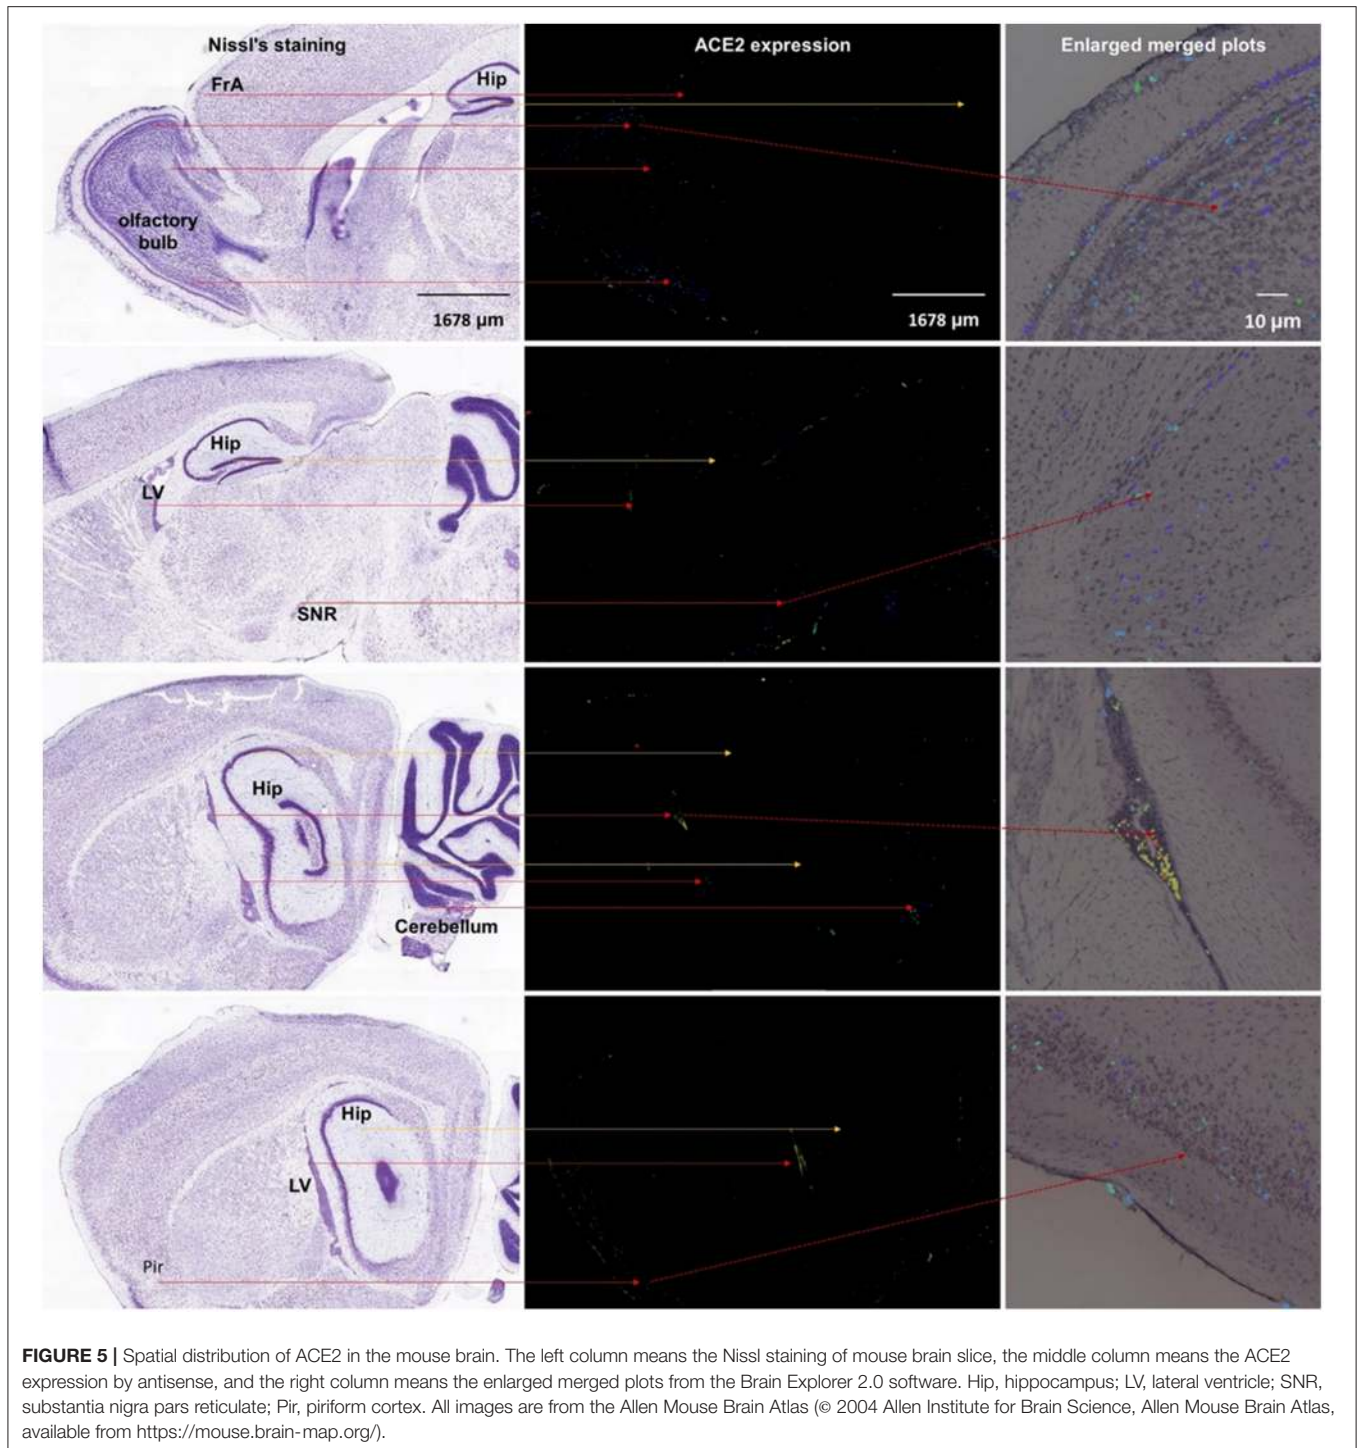 Nissl's staining
ACE2 expression
Enlarged merged plots
FrA
Hip
olfactory
bulb
1678 µm
1678 µm
10 µm
Hip
LV
SNR
Hip
Cerebellum
Hip
LV
Pir
FIGURE 5 | Spatial distribution of ACE2 in the mouse brain. The left column means the Nissl staining of mouse brain slice, the middle column means the ACE2
expression by antisense, and the right column means the enlarged merged plots from the Brain Explorer 2.0 software. Hip, hippocampus; LV, lateral ventricle; SNR,
substantia nigra pars reticulate; Pir, piriform cortex. All images are from the Allen Mouse Brain Atlas (© 2004 Allen Institute for Brain Science, Allen Mouse Brain Atlas,
available from https://mouse.brain-map.org/).